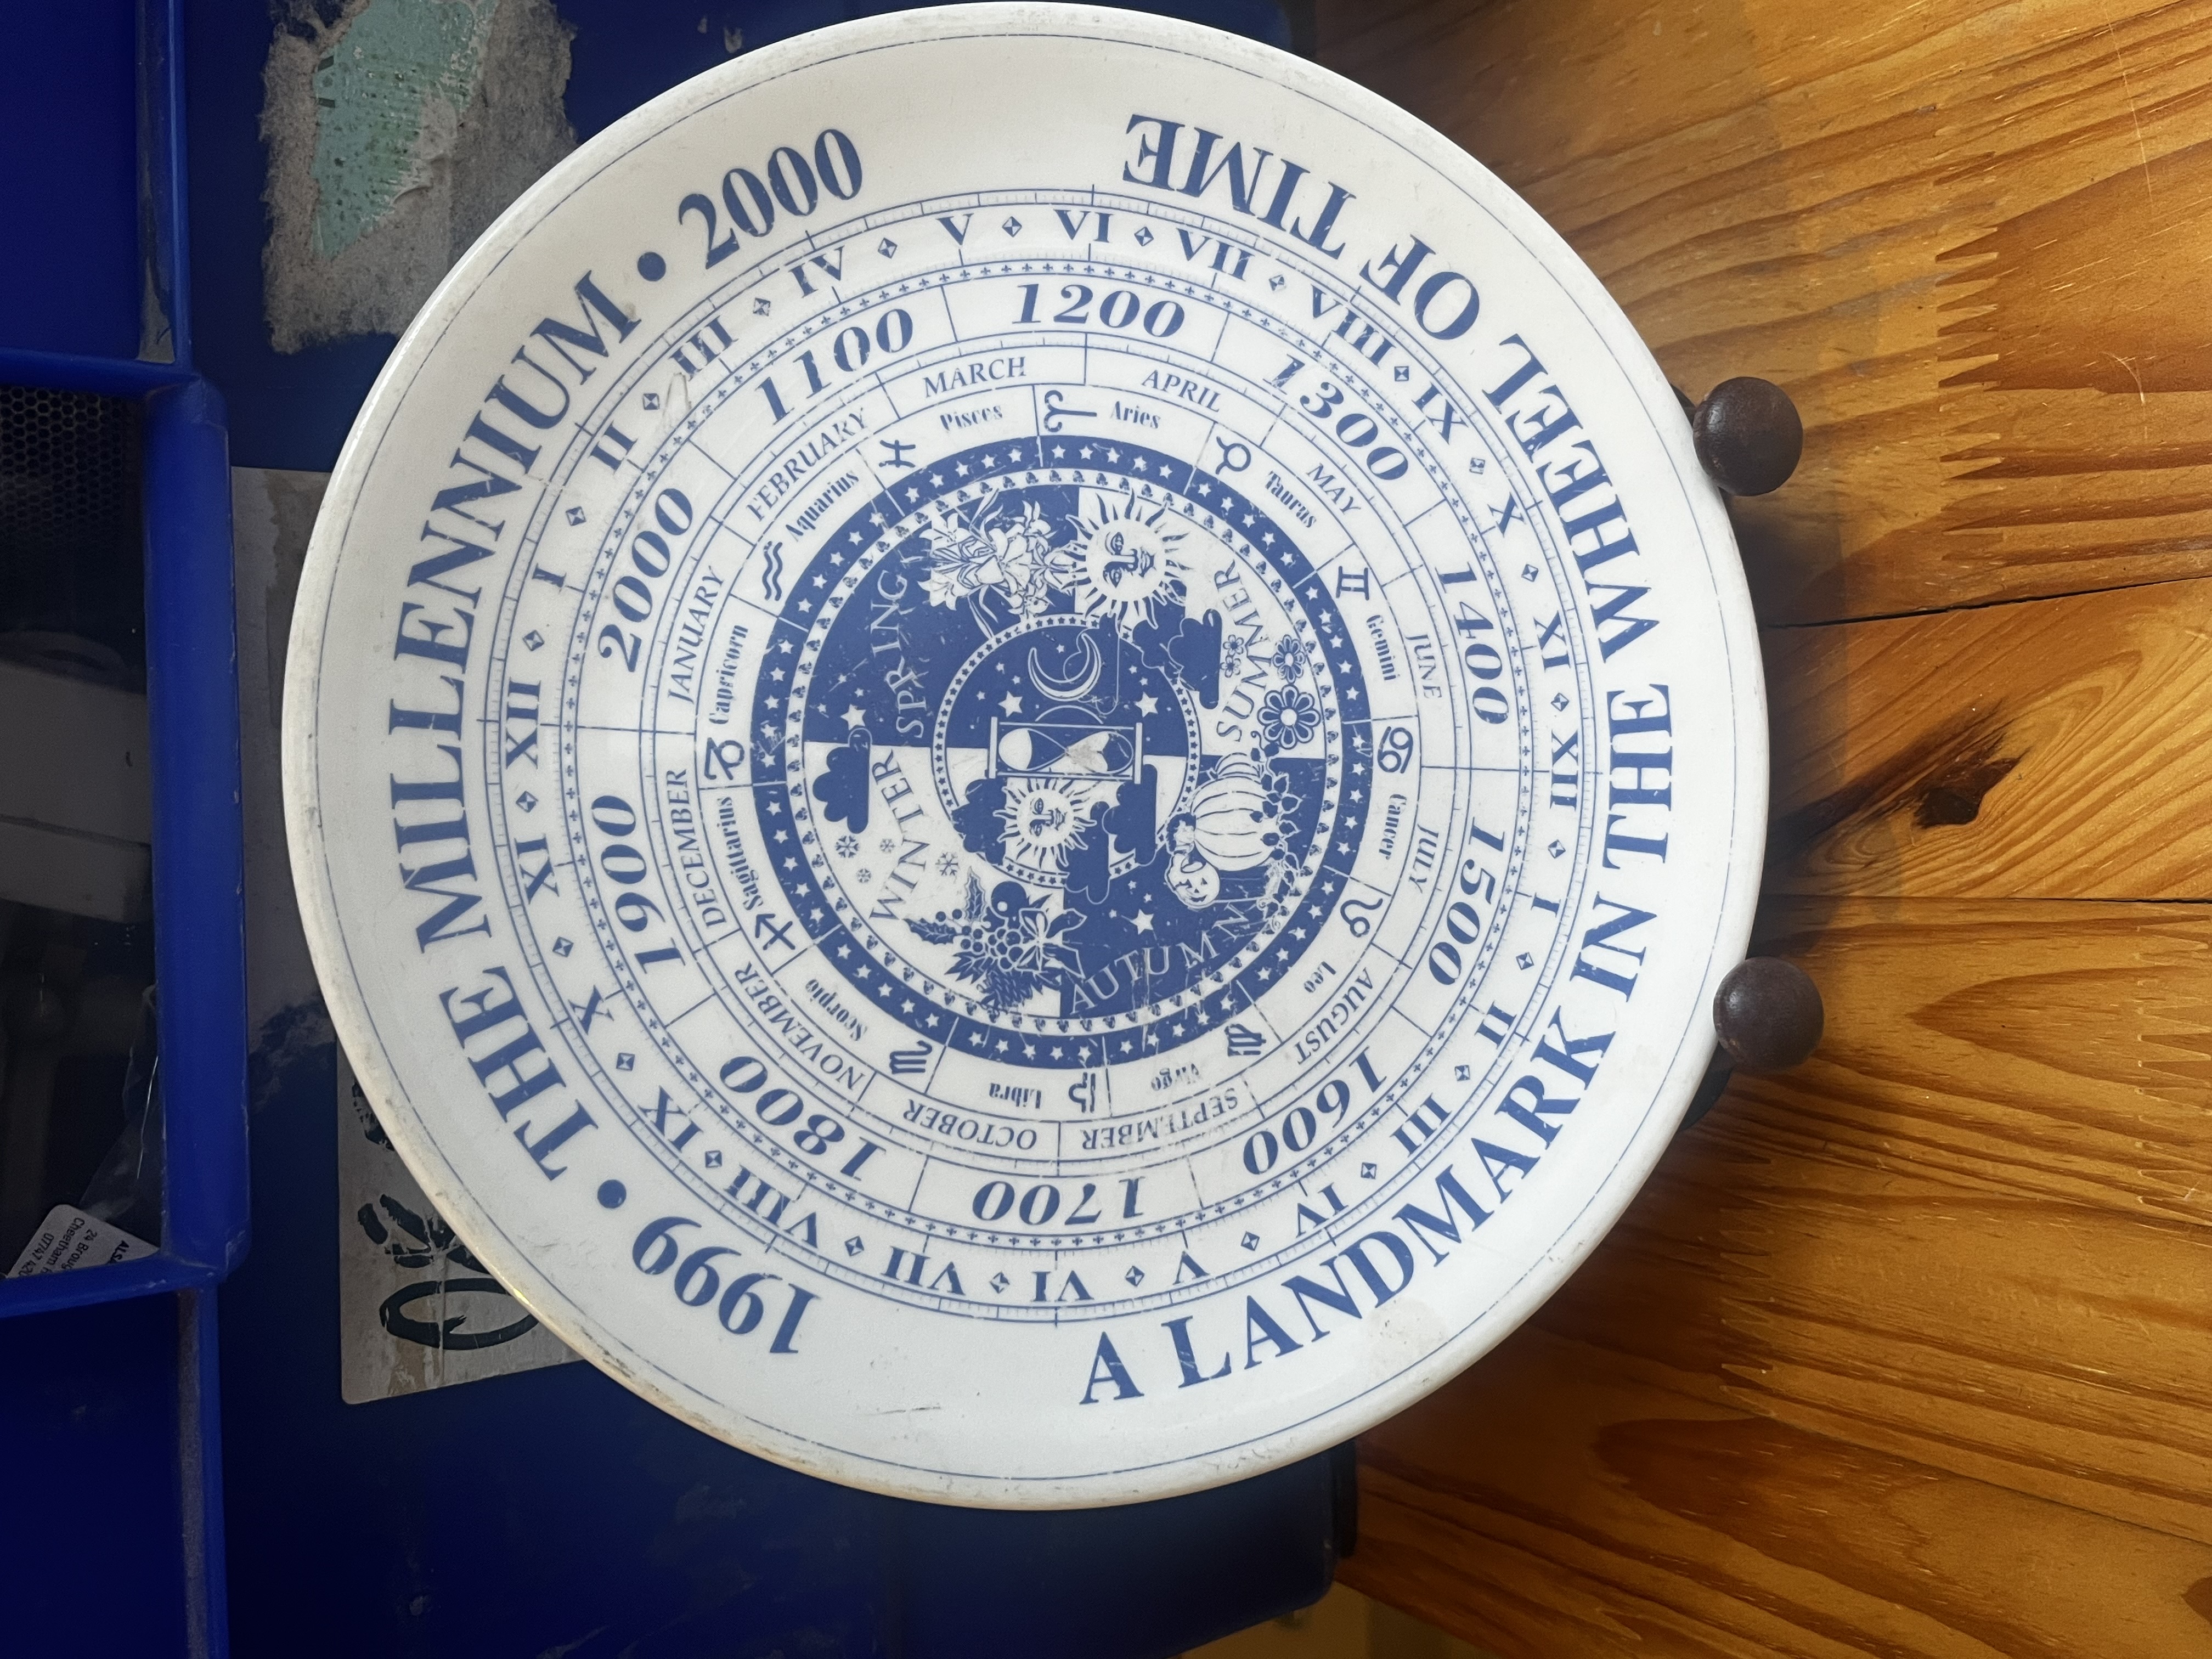 1999 • THE MILLENNIUM • 2000
A LANDMARK IN THE WHEEL OF TIME
I II III IV V VI VII VIII IX X XI XII I II III IV V VI VII VIII IX X XI XII
1100 1200 1300 1400 1500 1600 1700 1800 1900 2000
JANUARY FEBRUARY MARCH APRIL MAY JUNE JULY AUGUST SEPTEMBER OCTOBER NOVEMBER DECEMBER
Capricorn Aquarius Pisces Aries Taurus Gemini Cancer Leo Virgo Libra Scorpio Sagittarius
SPRING
SUMMER
AUTUMN
WINTER